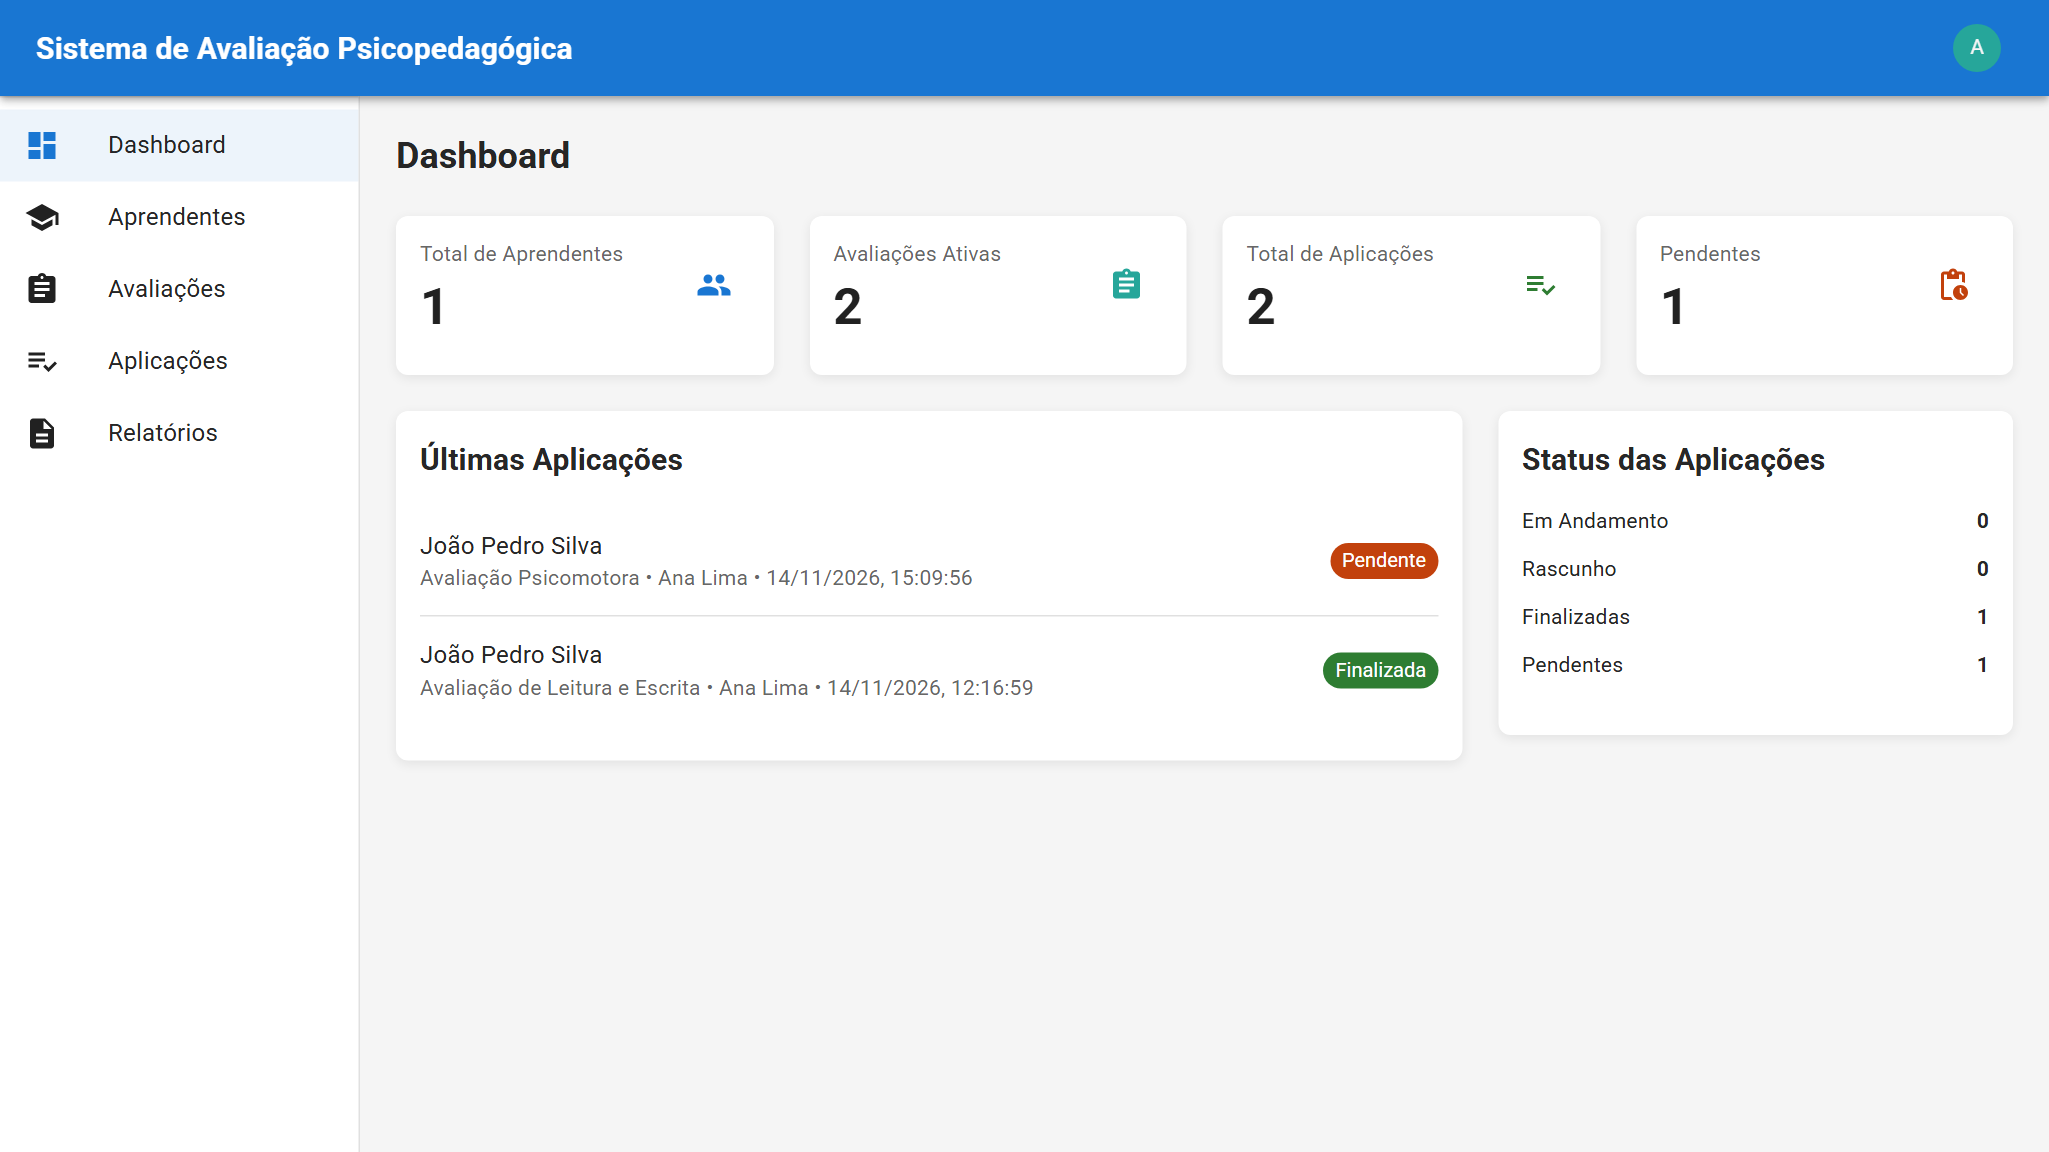 Sistema de Avaliação Psicopedagógica
A
Dashboard
Aprendentes
Avaliações
Aplicações
Relatórios
Dashboard
Total de Aprendentes
1
Avaliações Ativas
2
Total de Aplicações
2
Pendentes
1
Últimas Aplicações
João Pedro Silva
Avaliação Psicomotora • Ana Lima • 14/11/2026, 15:09:56
Pendente
João Pedro Silva
Avaliação de Leitura e Escrita • Ana Lima • 14/11/2026, 12:16:59
Finalizada
Status das Aplicações
Em Andamento 0
Rascunho 0
Finalizadas 1
Pendentes 1